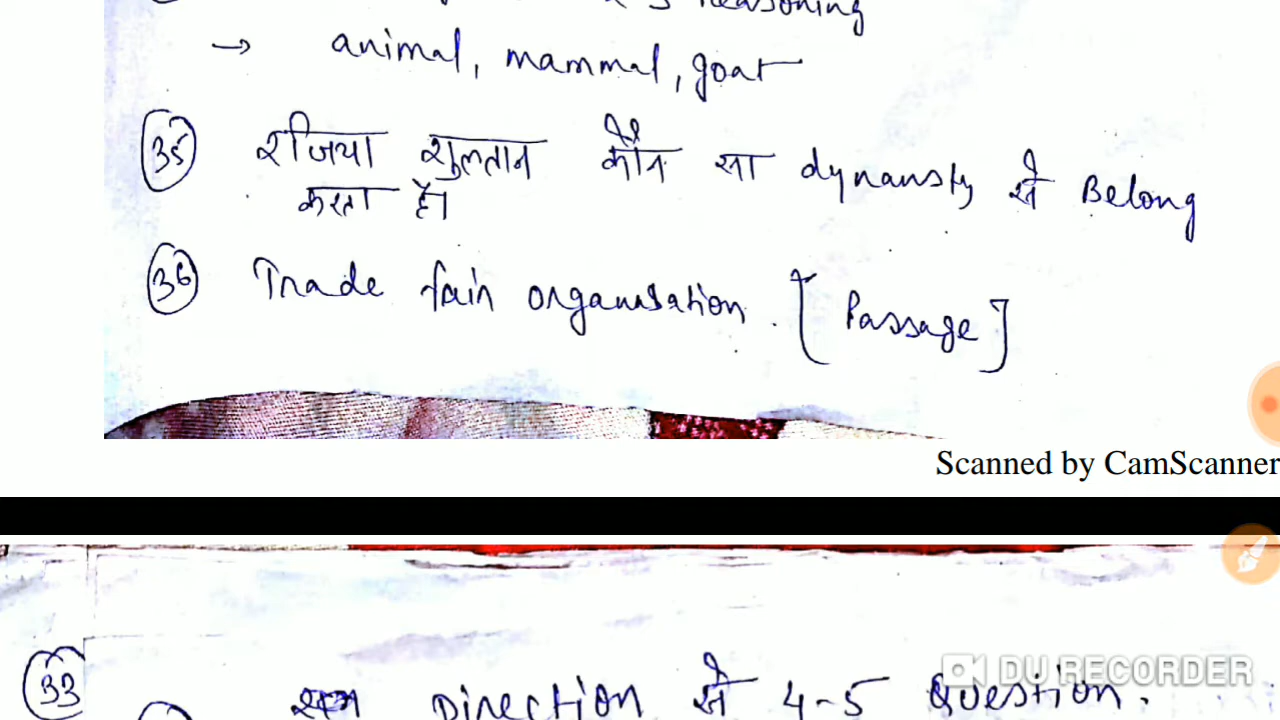 Reasoning
→ animal, mammal, goat
35 रजिया शुलतान कौन सा dynansty से Belong
करता है।
36 Trade fair organisation. [Passage]
Scanned by CamScanner
33 Direction से 4-5 Question.
DU RECORDER